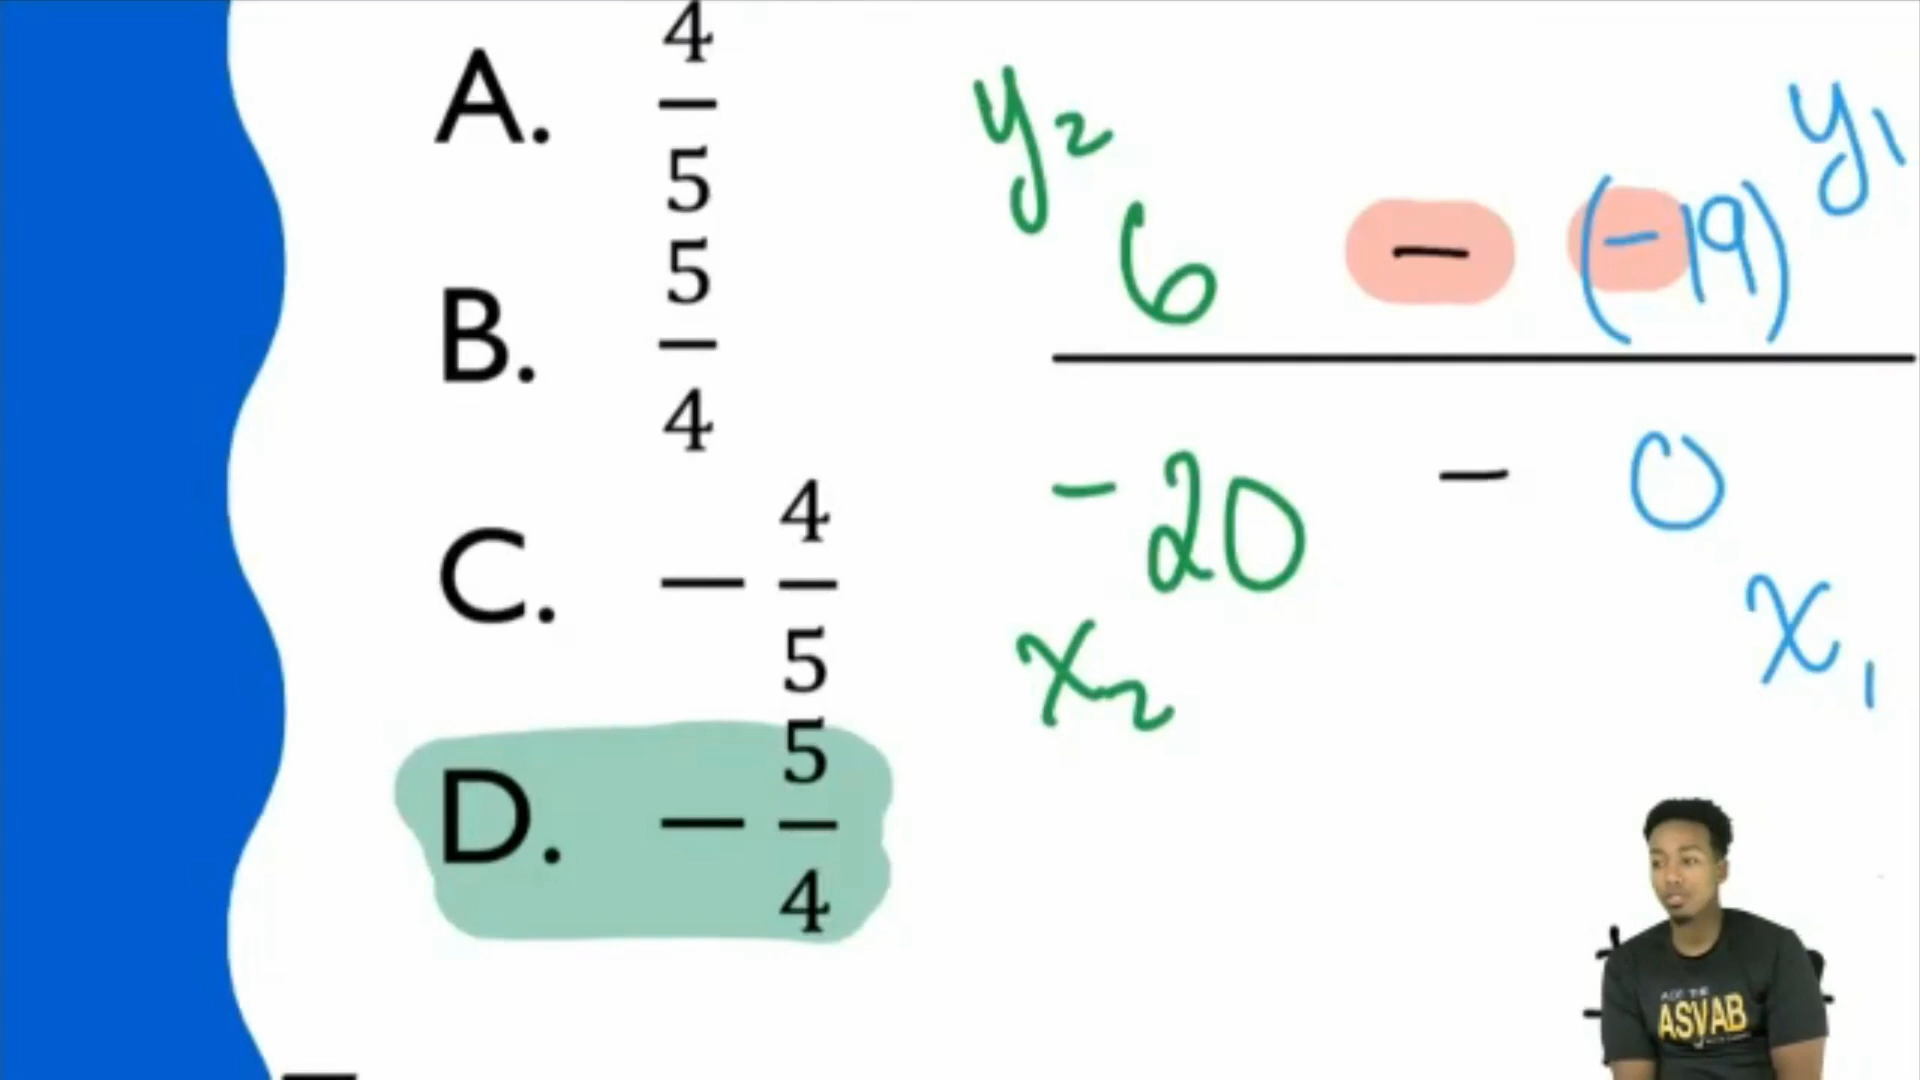 A. 4/5
B. 5/4
C. − 4/5
D. − 5/4
y₂ y₁
6 − (−19)
−20 − 0
x₂ x₁
ASVAB